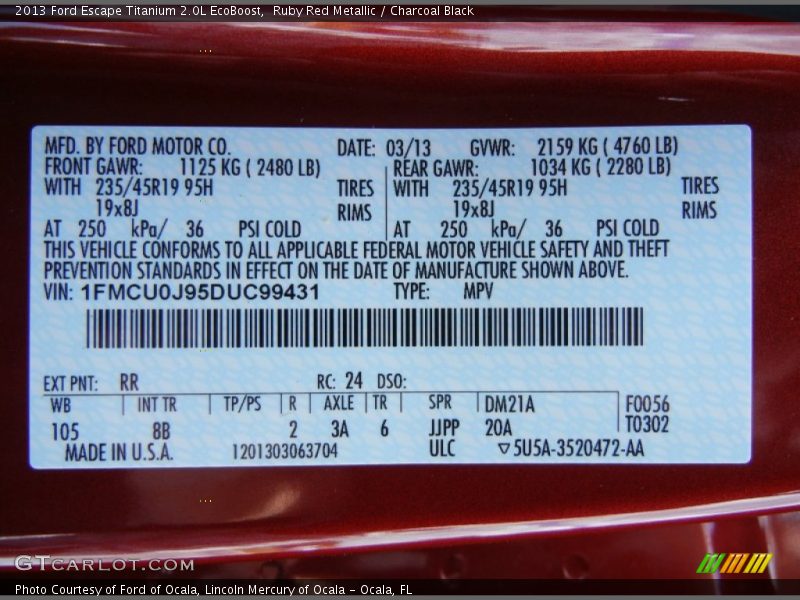 2013 Ford Escape Titanium 2.0L EcoBoost,  Ruby Red Metallic / Charcoal Black
MFD. BY FORD MOTOR CO. DATE: 03/13 GVWR: 2159 KG ( 4760 LB)
FRONT GAWR: 1125 KG ( 2480 LB) REAR GAWR: 1034 KG ( 2280 LB)
WITH 235/45R19 95H TIRES WITH 235/45R19 95H TIRES
19x8J RIMS 19x8J RIMS
AT 250 kPa/ 36 PSI COLD AT 250 kPa/ 36 PSI COLD
THIS VEHICLE CONFORMS TO ALL APPLICABLE FEDERAL MOTOR VEHICLE SAFETY AND THEFT
PREVENTION STANDARDS IN EFFECT ON THE DATE OF MANUFACTURE SHOWN ABOVE.
VIN: 1FMCU0J95DUC99431 TYPE: MPV
EXT PNT: RR RC: 24 DSO:
WB INT TR TP/PS R AXLE TR SPR DM21A F0056
105 8B 2 3A 6 JJPP 20A T0302
MADE IN U.S.A. 1201303063704 ULC ▽5U5A-3520472-AA
GTCARLOT.COM
Photo Courtesy of Ford of Ocala, Lincoln Mercury of Ocala - Ocala, FL